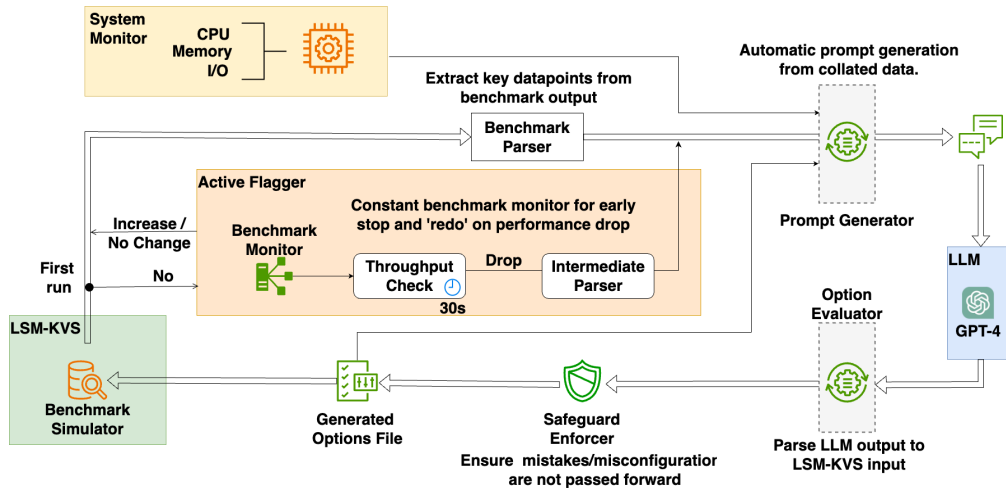 System
Monitor
CPU
Memory
I/O
Automatic prompt generation
from collated data.
Extract key datapoints from
benchmark output
Benchmark
Parser
Prompt Generator
Active Flagger
Constant benchmark monitor for early
stop and 'redo' on performance drop
Increase /
No Change
Benchmark
Monitor
Throughput
Check
30s
Drop
Intermediate
Parser
First
run
No
LLM
GPT-4
LSM-KVS
Benchmark
Simulator
Generated
Options File
Safeguard
Enforcer
Ensure mistakes/misconfiguratior
are not passed forward
Option
Evaluator
Parse LLM output to
LSM-KVS input